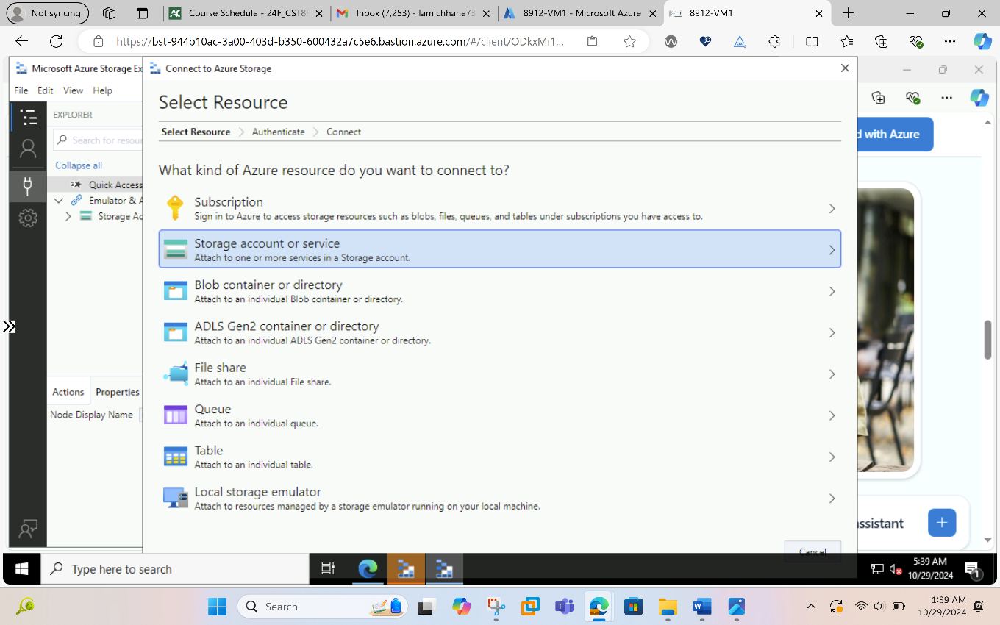 Not syncing
Course Schedule - 24F_CST8
Inbox (7,253) - lamichhane73
8912-VM1 - Microsoft Azure
8912-VM1
https://bst-944b10ac-3a00-403d-b350-600432a7c5e6.bastion.azure.com/#/client/ODkxMi1...
Microsoft Azure Storage Ex
Connect to Azure Storage
File Edit View Help
EXPLORER
Search for resour
Collapse all
Quick Access
Emulator & A
Storage Ac
Actions
Properties
Node Display Name
Select Resource
Select Resource
Authenticate
Connect
What kind of Azure resource do you want to connect to?
Subscription
Sign in to Azure to access storage resources such as blobs, files, queues, and tables under subscriptions you have access to.
Storage account or service
Attach to one or more services in a Storage account.
Blob container or directory
Attach to an individual Blob container or directory.
ADLS Gen2 container or directory
Attach to an individual ADLS Gen2 container or directory.
File share
Attach to an individual File share.
Queue
Attach to an individual queue.
Table
Attach to an individual table.
Local storage emulator
Attach to resources managed by a storage emulator running on your local machine.
Cancel
d with Azure
ssistant
Type here to search
5:39 AM
10/29/2024
1
Search
1:39 AM
10/29/2024